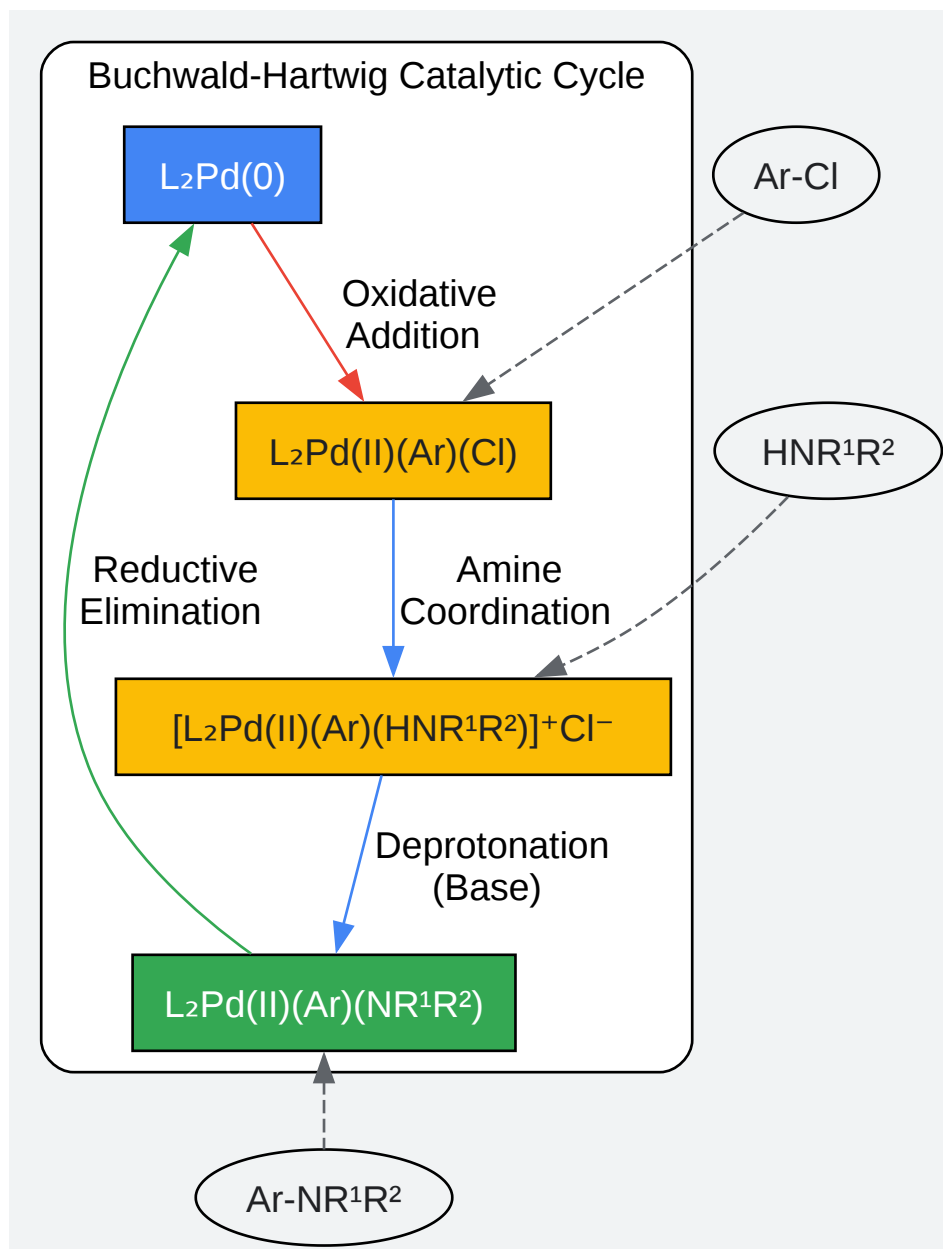 Buchwald-Hartwig Catalytic Cycle
L₂Pd(0)
Ar-Cl
Oxidative
Addition
L₂Pd(II)(Ar)(Cl)
HNR¹R²
Reductive
Elimination
Amine
Coordination
[L₂Pd(II)(Ar)(HNR¹R²)]⁺Cl⁻
Deprotonation
(Base)
L₂Pd(II)(Ar)(NR¹R²)
Ar-NR¹R²